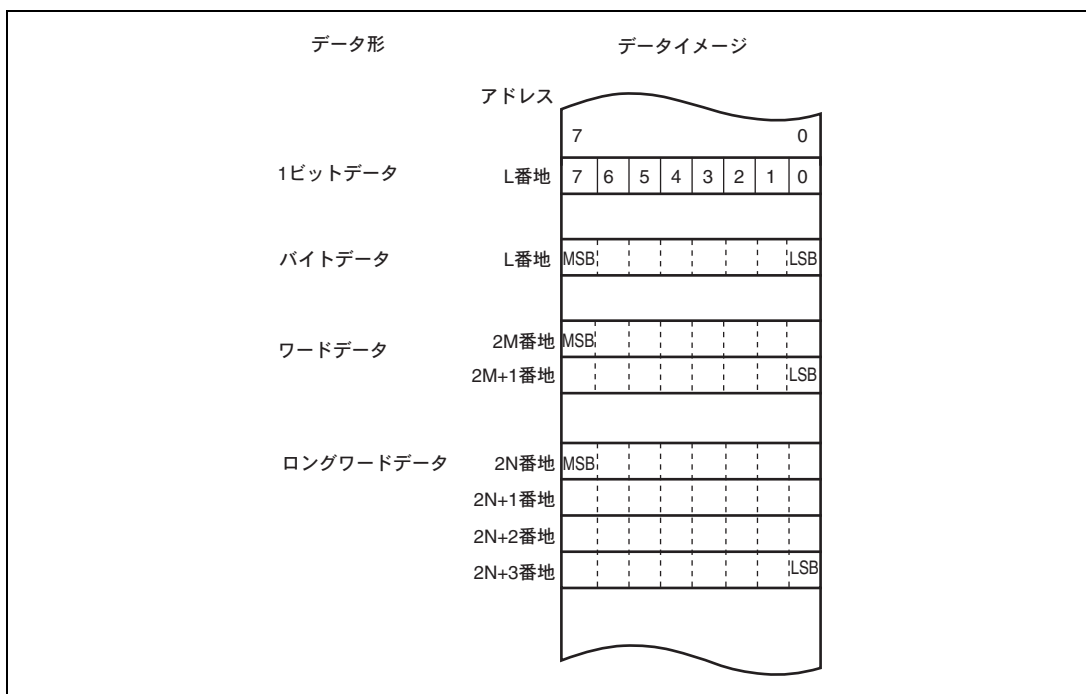 データ形 データイメージ
アドレス
7 0
1ビットデータ L番地 7 6 5 4 3 2 1 0
バイトデータ L番地 MSB LSB
ワードデータ 2M番地 MSB
2M+1番地 LSB
ロングワードデータ 2N番地 MSB
2N+1番地
2N+2番地
2N+3番地 LSB